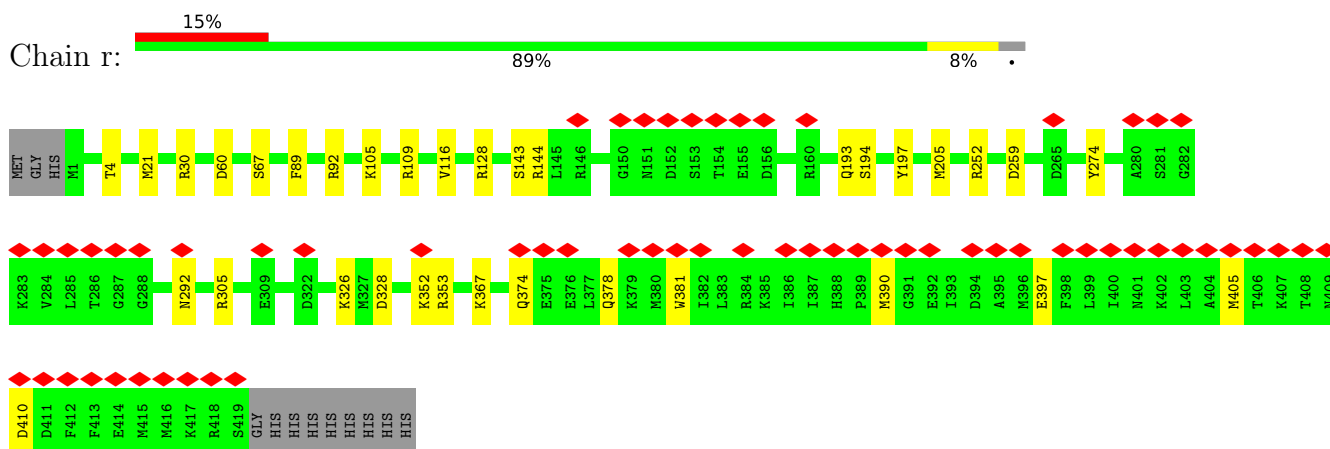 15%
Chain r:
89% 8% •
MET GLY HIS M1 T4 M21 R30 D60 S67 F89 R92 K105 R109 V116 R128 S143 R144 L145 R146 G150 N151 D152 S153 T154 E155 D156 R160 Q193 S194 Y197 M205 R252 D259 D265 Y274 A280 S281 G282
K283 V284 L285 T286 G287 G288 N292 R305 E309 D322 K326 M327 D328 K352 R353 K367 Q374 E375 E376 L377 Q378 K379 M380 W381 I382 L383 R384 K385 I386 I387 H388 P389 M390 G391 E392 I393 D394 A395 M396 E397 F398 L399 I400 N401 K402 L403 A404 M405 T406 K407 T408 N409
D410 D411 F412 F413 E414 M415 M416 K417 R418 S419 GLY HIS HIS HIS HIS HIS HIS HIS